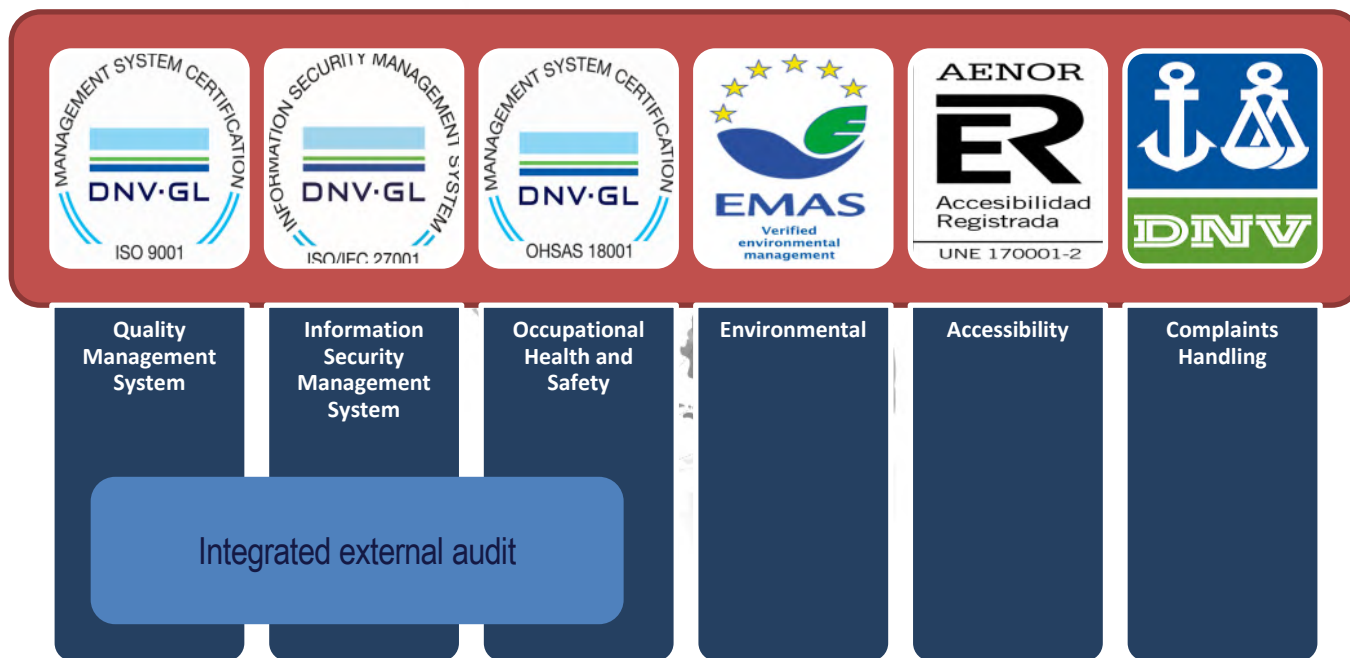 MANAGEMENT SYSTEM CERTIFICATION
DNV·GL
ISO 9001
INFORMATION SECURITY MANAGEMENT SYSTEM
DNV·GL
ISO/IEC 27001
MANAGEMENT SYSTEM CERTIFICATION
DNV·GL
OHSAS 18001
EMAS
Verified
environmental
management
AENOR
ER
Accesibilidad
Registrada
UNE 170001-2
DNV
Quality
Management
System
Information
Security
Management
System
Occupational
Health and
Safety
Environmental
Accessibility
Complaints
Handling
Integrated external audit